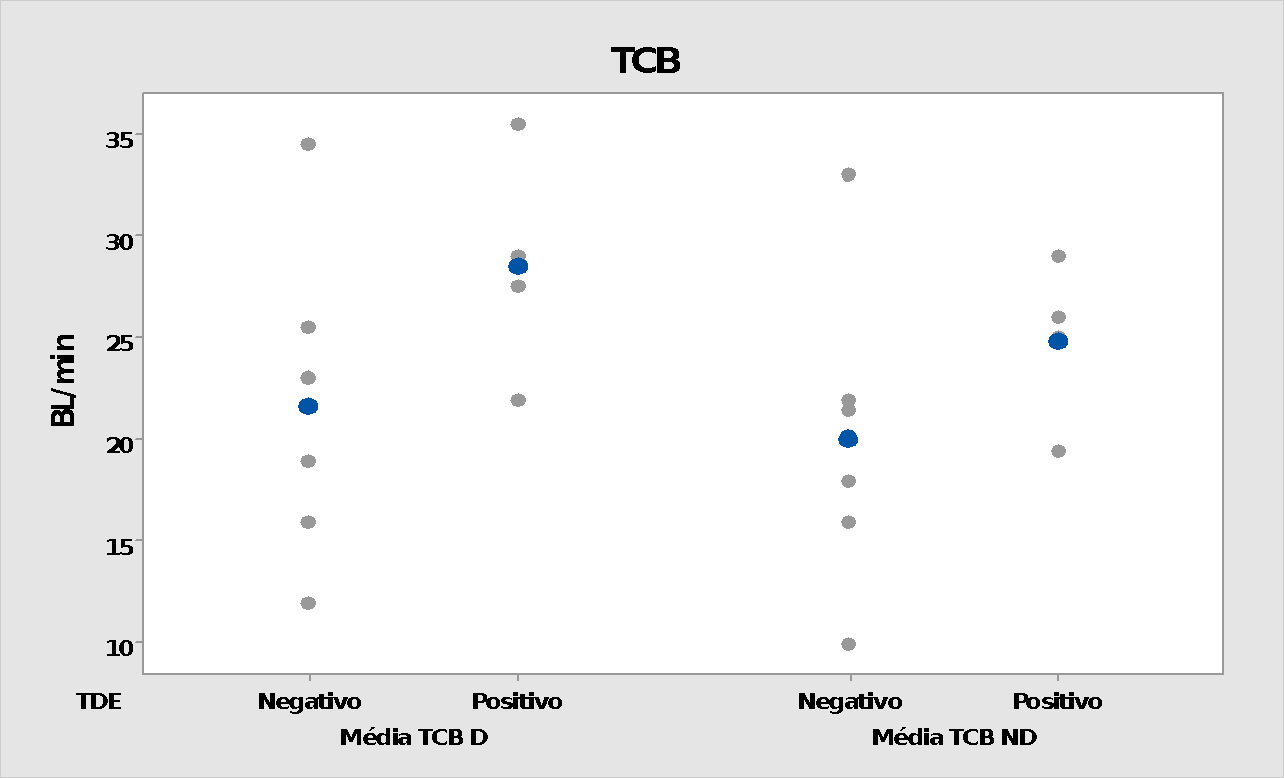 TCB
35
30
25
20
15
10
BL/min
TDE Negativo Positivo Negativo Positivo
Média TCB D Média TCB ND